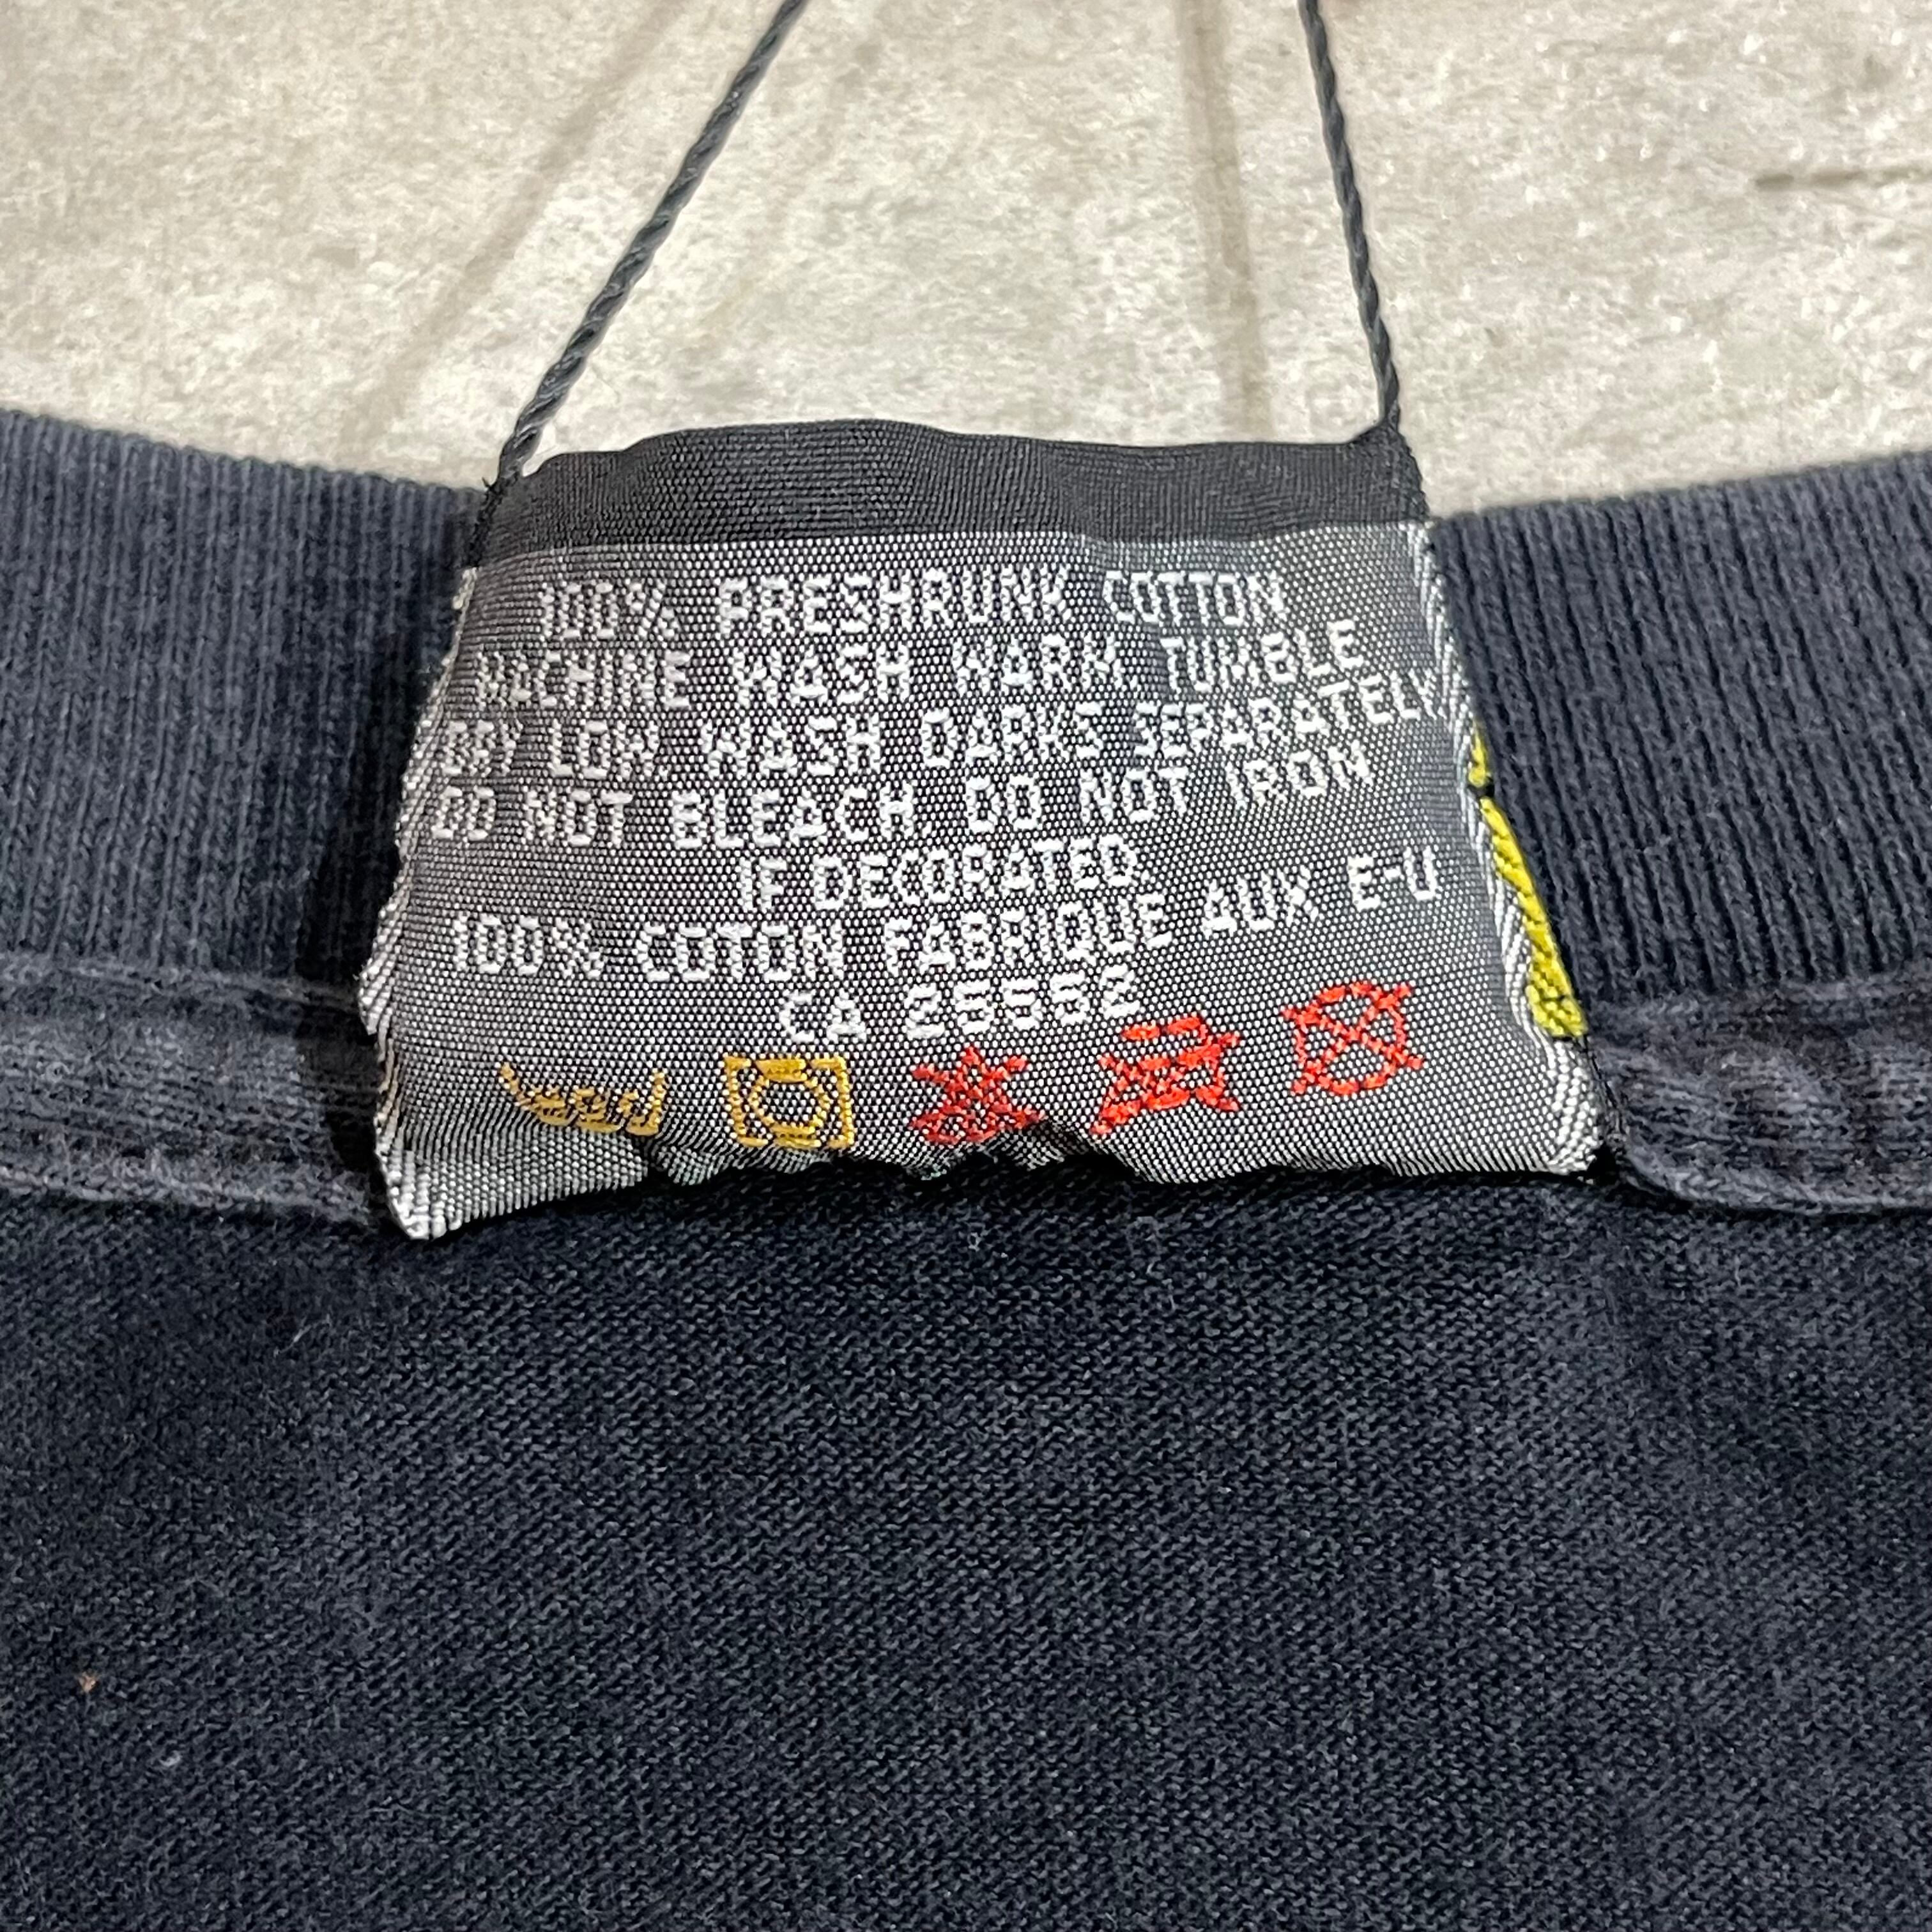 100% PRESHRUNK COTTON
MACHINE WASH WARM, TUMBLE
DRY LOW. WASH DARKS SEPARATELY
DO NOT BLEACH. DO NOT IRON
IF DECORATED.
100% COTON FABRIQUE AUX E-U
CA 26552